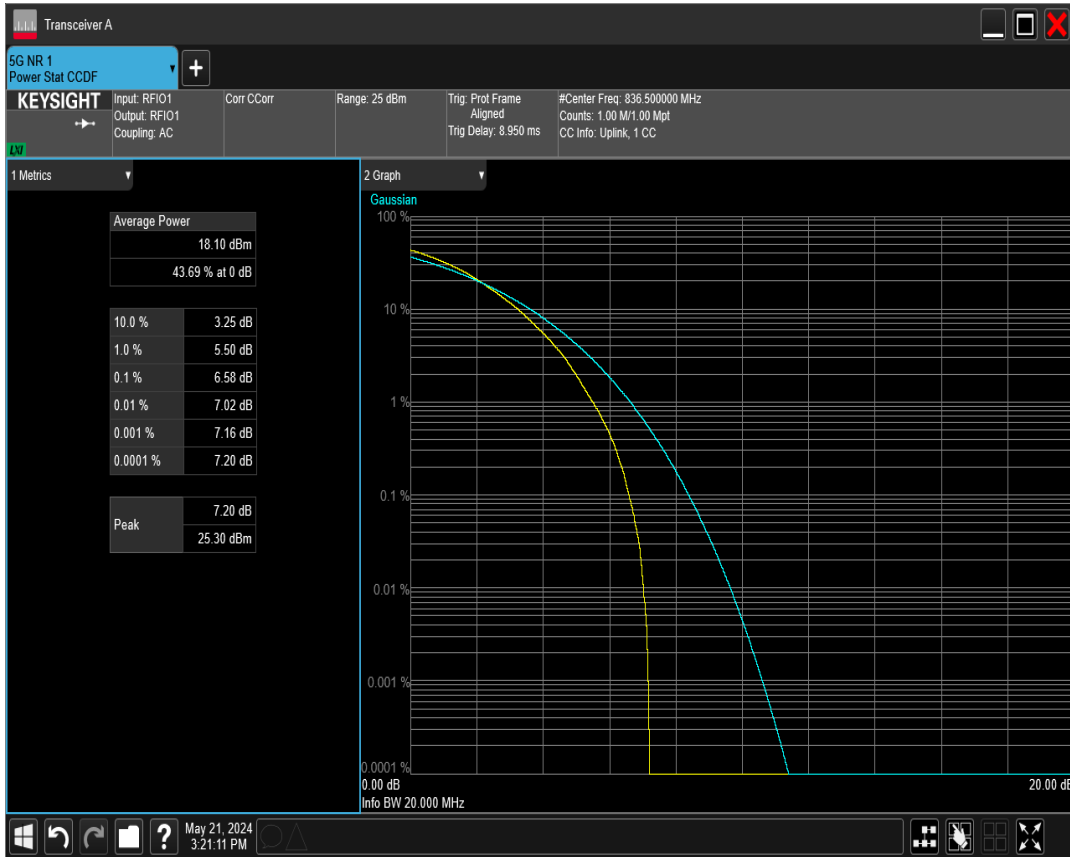 Transceiver A
5G NR 1
Power Stat CCDF
KEYSIGHT
LXI
Input: RFIO1
Output: RFIO1
Coupling: AC
Corr CCorr
Range: 25 dBm
Trig: Prot Frame
Aligned
Trig Delay: 8.950 ms
#Center Freq: 836.500000 MHz
Counts: 1.00 M/1.00 Mpt
CC Info: Uplink, 1 CC
1 Metrics
Average Power
18.10 dBm
43.69 % at 0 dB
10.0 % 3.25 dB
1.0 % 5.50 dB
0.1 % 6.58 dB
0.01 % 7.02 dB
0.001 % 7.16 dB
0.0001 % 7.20 dB
Peak
7.20 dB
25.30 dBm
2 Graph
Gaussian
100 %
10 %
1 %
0.1 %
0.01 %
0.001 %
0.0001 %
0.00 dB 20.00 dB
Info BW 20.000 MHz
?
May 21, 2024
3:21:11 PM